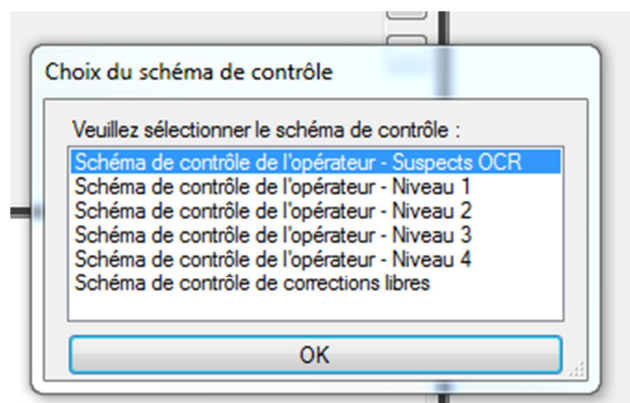 Choix du schéma de contrôle
Veuillez sélectionner le schéma de contrôle :
Schéma de contrôle de l'opérateur - Suspects OCR
Schéma de contrôle de l'opérateur - Niveau 1
Schéma de contrôle de l'opérateur - Niveau 2
Schéma de contrôle de l'opérateur - Niveau 3
Schéma de contrôle de l'opérateur - Niveau 4
Schéma de contrôle de corrections libres
OK